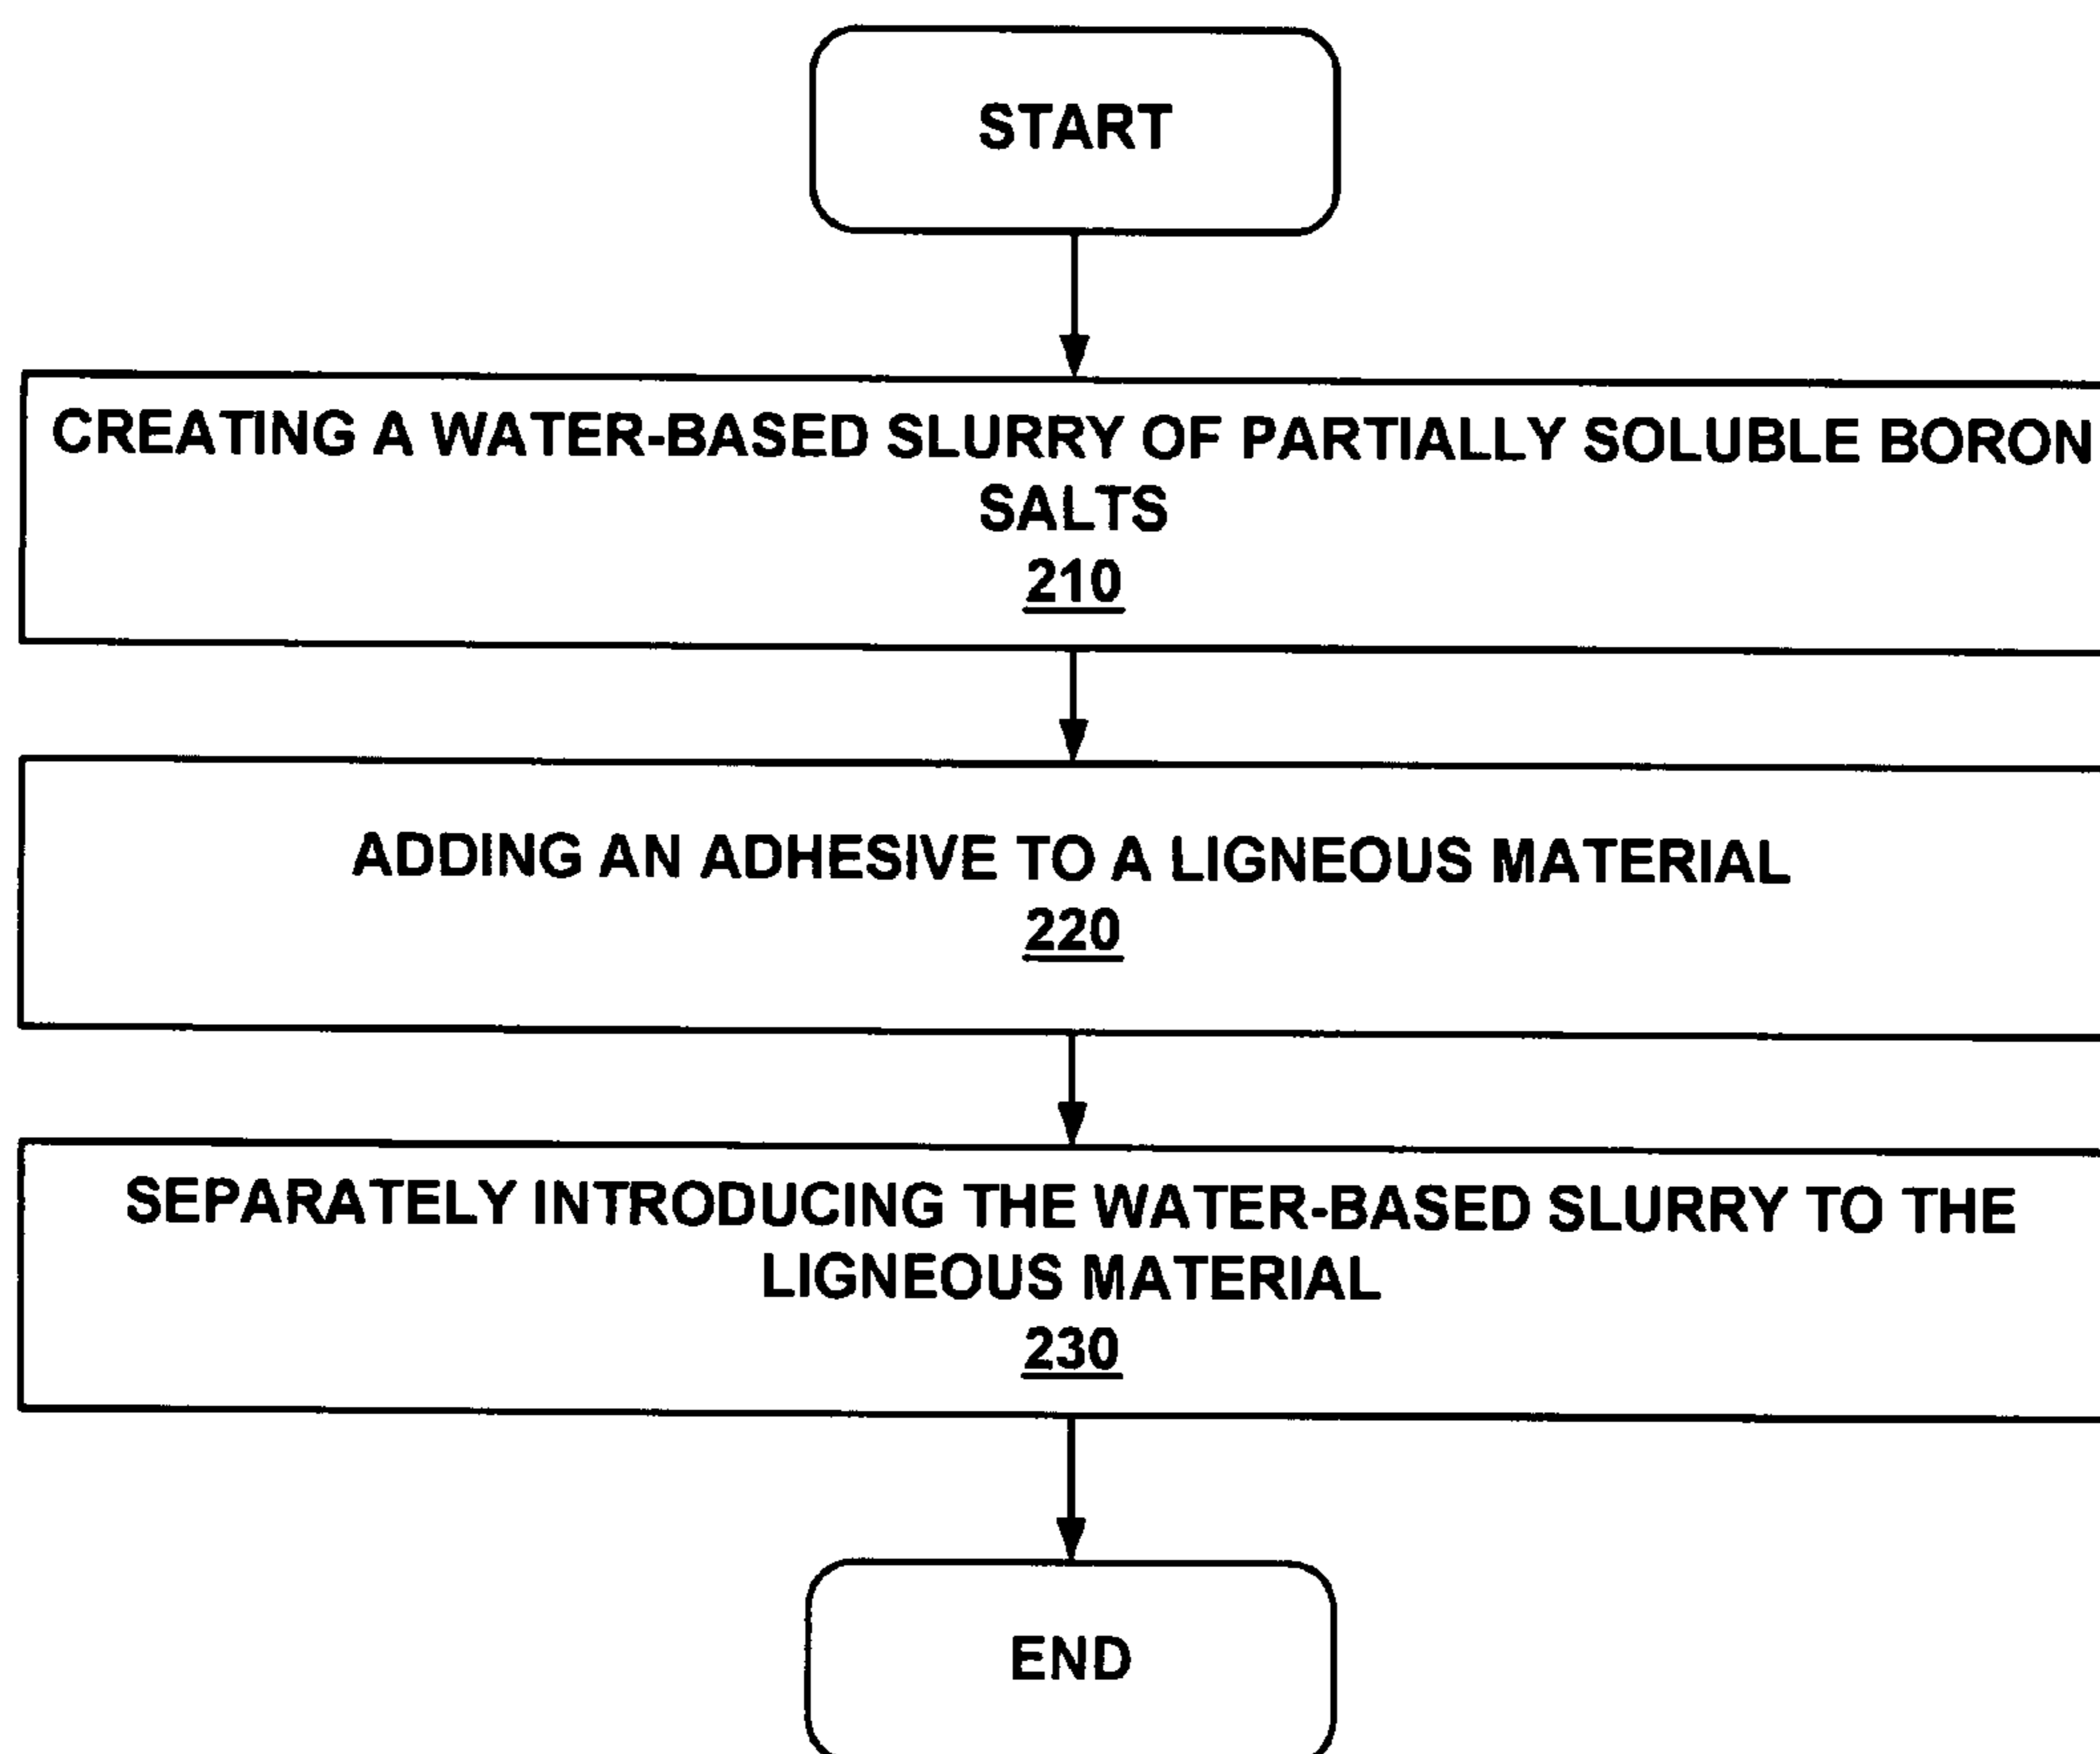 START
CREATING A WATER-BASED SLURRY OF PARTIALLY SOLUBLE BORON
SALTS
210
ADDING AN ADHESIVE TO A LIGNEOUS MATERIAL
220
SEPARATELY INTRODUCING THE WATER-BASED SLURRY TO THE
LIGNEOUS MATERIAL
230
END